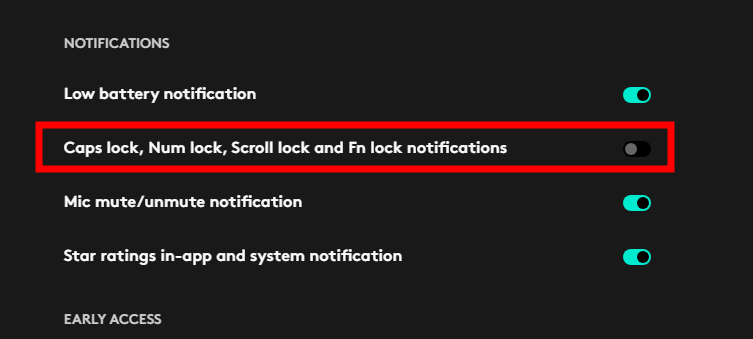 NOTIFICATIONS
Low battery notification
Caps lock, Num lock, Scroll lock and Fn lock notifications
Mic mute/unmute notification
Star ratings in-app and system notification
EARLY ACCESS